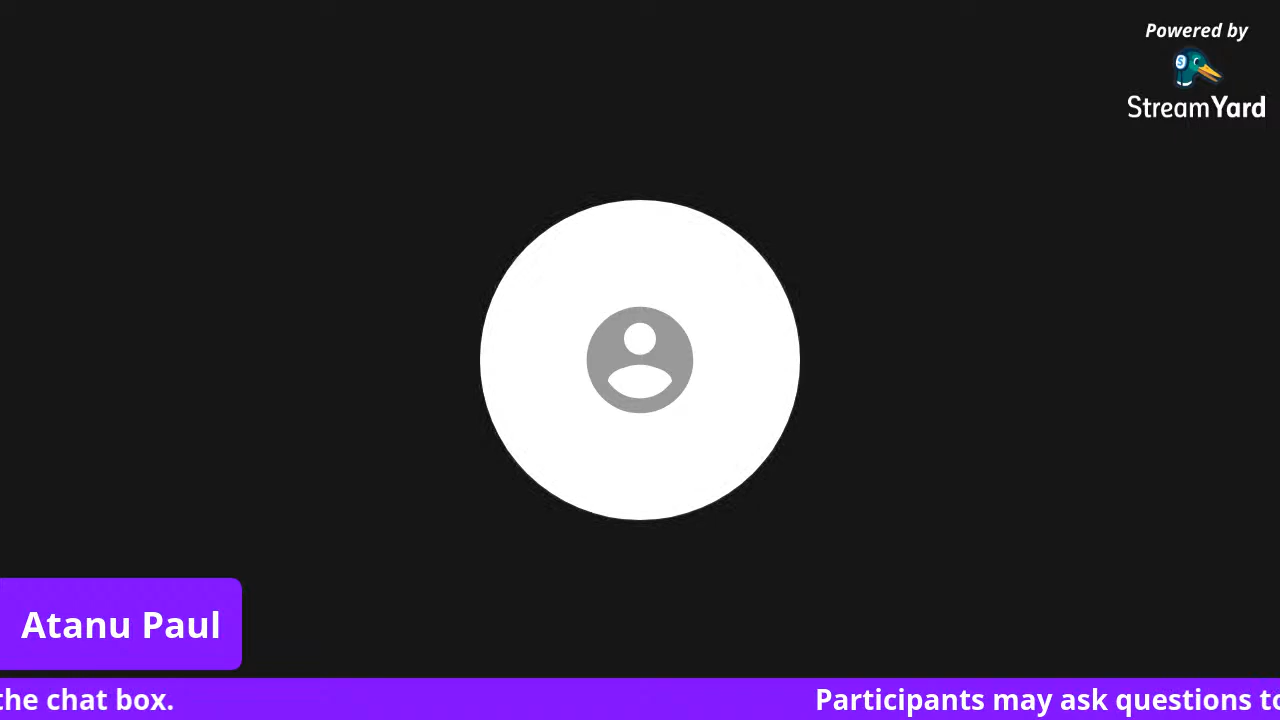 Powered by
StreamYard
Atanu Paul
the chat box. Participants may ask questions to